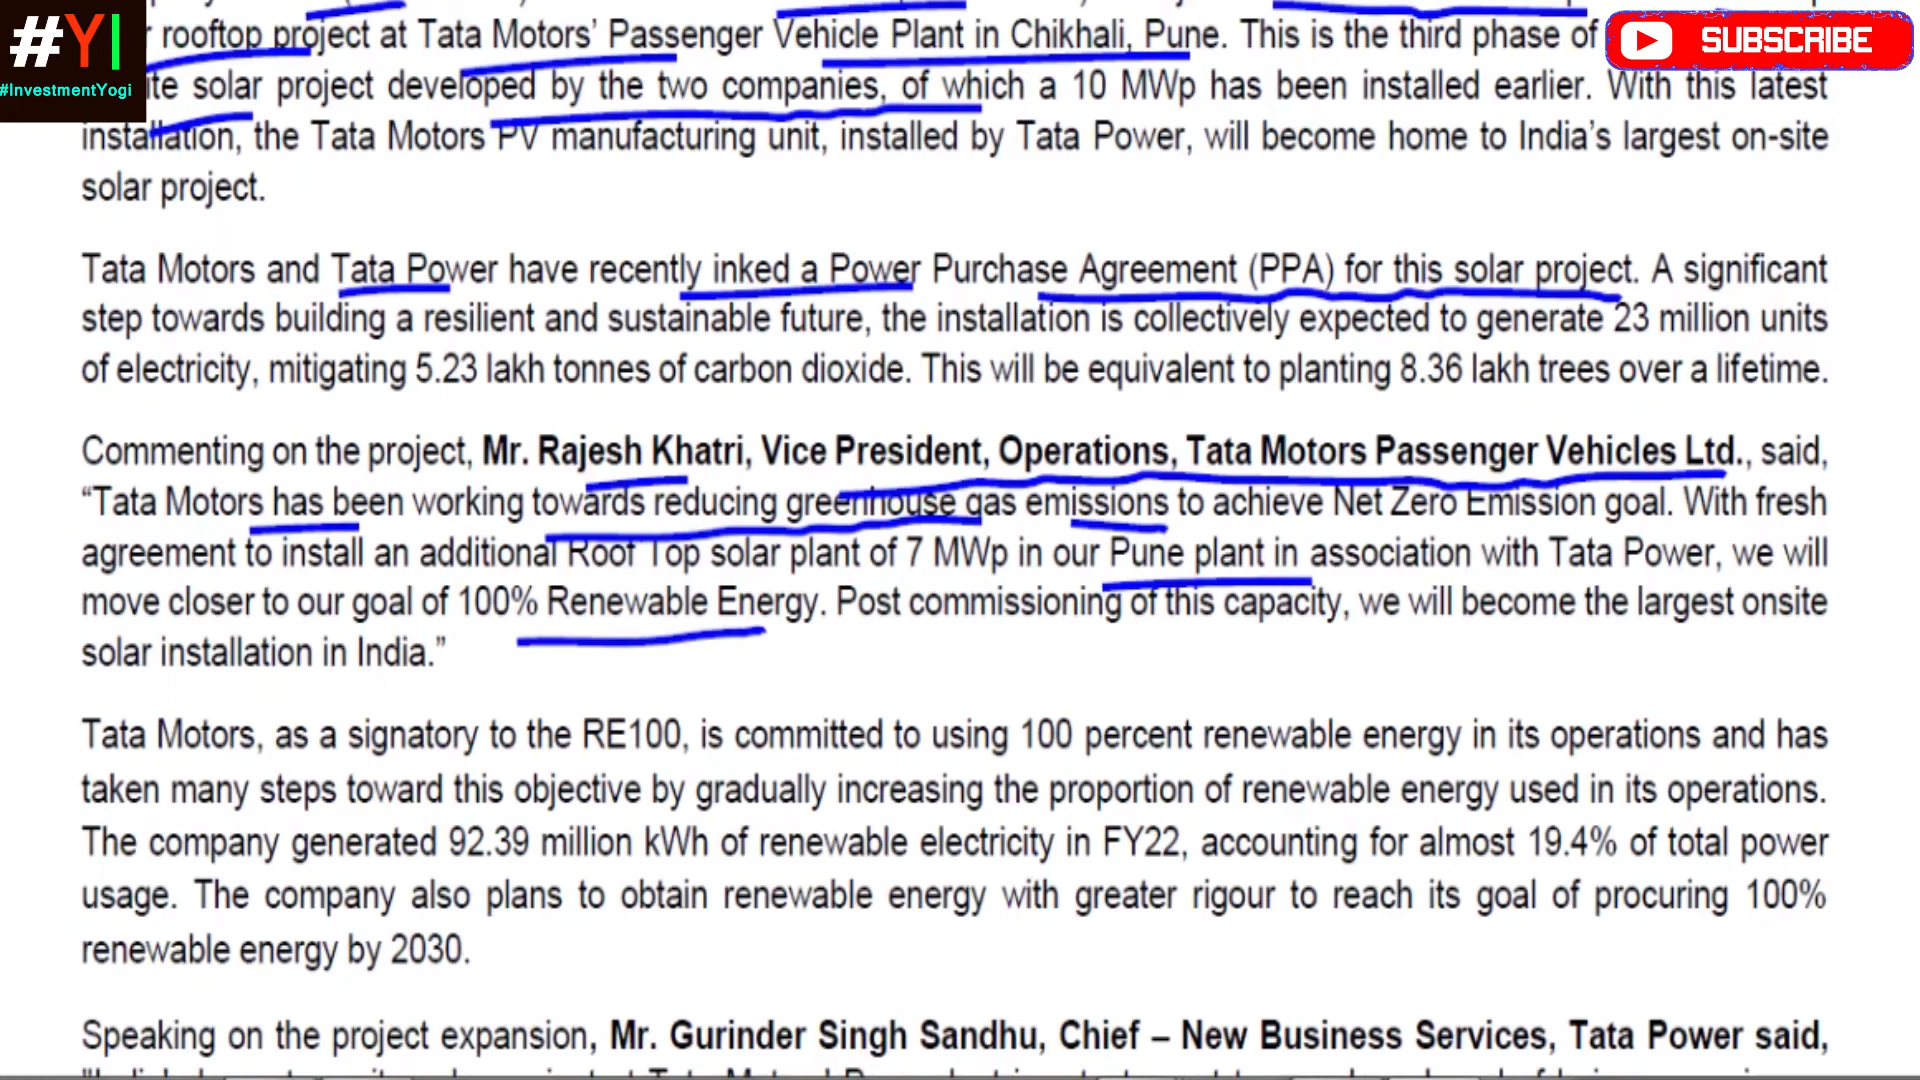 #YI
#InvestmentYogi
SUBSCRIBE
rooftop project at Tata Motors’ Passenger Vehicle Plant in Chikhali, Pune. This is the third phase of
solar project developed by the two companies, of which a 10 MWp has been installed earlier. With this latest
installation, the Tata Motors PV manufacturing unit, installed by Tata Power, will become home to India’s largest on-site
solar project.
Tata Motors and Tata Power have recently inked a Power Purchase Agreement (PPA) for this solar project. A significant
step towards building a resilient and sustainable future, the installation is collectively expected to generate 23 million units
of electricity, mitigating 5.23 lakh tonnes of carbon dioxide. This will be equivalent to planting 8.36 lakh trees over a lifetime.
Commenting on the project, Mr. Rajesh Khatri, Vice President, Operations, Tata Motors Passenger Vehicles Ltd., said,
“Tata Motors has been working towards reducing greenhouse gas emissions to achieve Net Zero Emission goal. With fresh
agreement to install an additional Roof Top solar plant of 7 MWp in our Pune plant in association with Tata Power, we will
move closer to our goal of 100% Renewable Energy. Post commissioning of this capacity, we will become the largest onsite
solar installation in India.”
Tata Motors, as a signatory to the RE100, is committed to using 100 percent renewable energy in its operations and has
taken many steps toward this objective by gradually increasing the proportion of renewable energy used in its operations.
The company generated 92.39 million kWh of renewable electricity in FY22, accounting for almost 19.4% of total power
usage. The company also plans to obtain renewable energy with greater rigour to reach its goal of procuring 100%
renewable energy by 2030.
Speaking on the project expansion, Mr. Gurinder Singh Sandhu, Chief – New Business Services, Tata Power said,